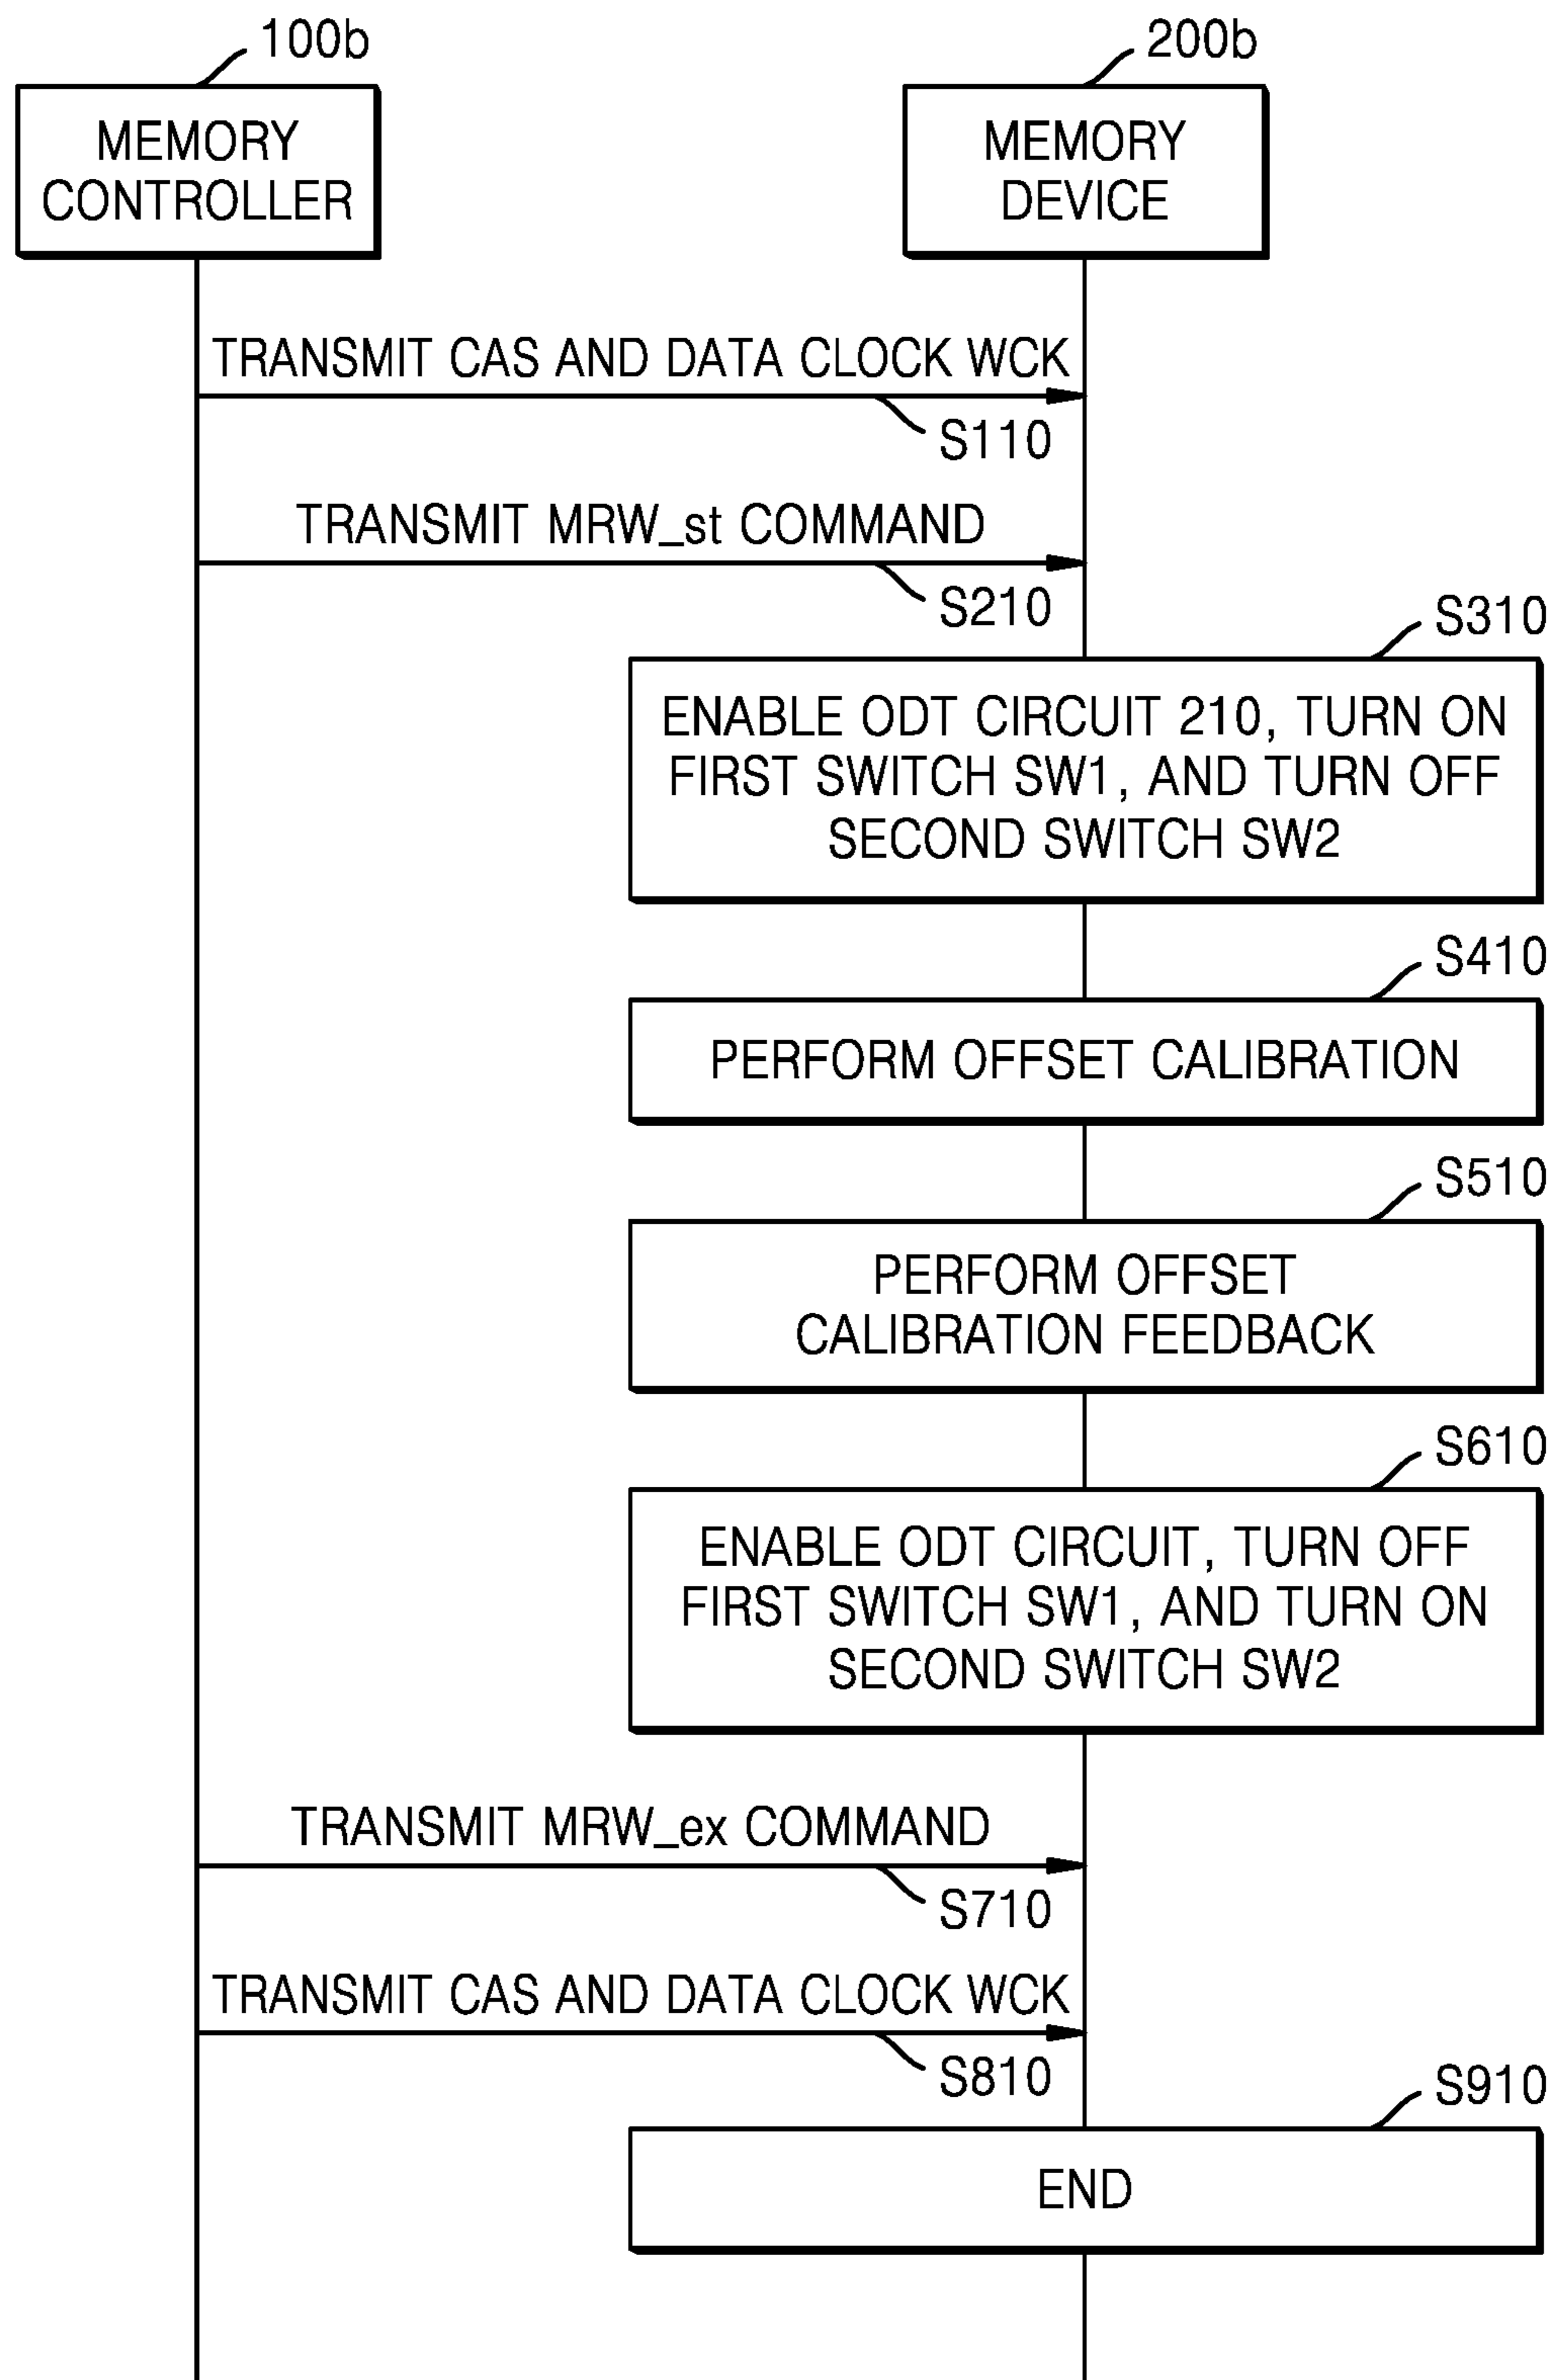 100b
200b
MEMORY
CONTROLLER
MEMORY
DEVICE
TRANSMIT CAS AND DATA CLOCK WCK
S110
TRANSMIT MRW_st COMMAND
S210
S310
ENABLE ODT CIRCUIT 210, TURN ON
FIRST SWITCH SW1, AND TURN OFF
SECOND SWITCH SW2
S410
PERFORM OFFSET CALIBRATION
S510
PERFORM OFFSET
CALIBRATION FEEDBACK
S610
ENABLE ODT CIRCUIT, TURN OFF
FIRST SWITCH SW1, AND TURN ON
SECOND SWITCH SW2
TRANSMIT MRW_ex COMMAND
S710
TRANSMIT CAS AND DATA CLOCK WCK
S810
S910
END